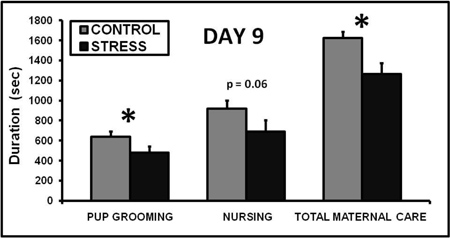 CONTROL
STRESS
DAY 9
Duration (sec)
1800
1600
1400
1200
1000
800
600
400
200
0
*
p = 0.06
*
PUP GROOMING
NURSING
TOTAL MATERNAL CARE